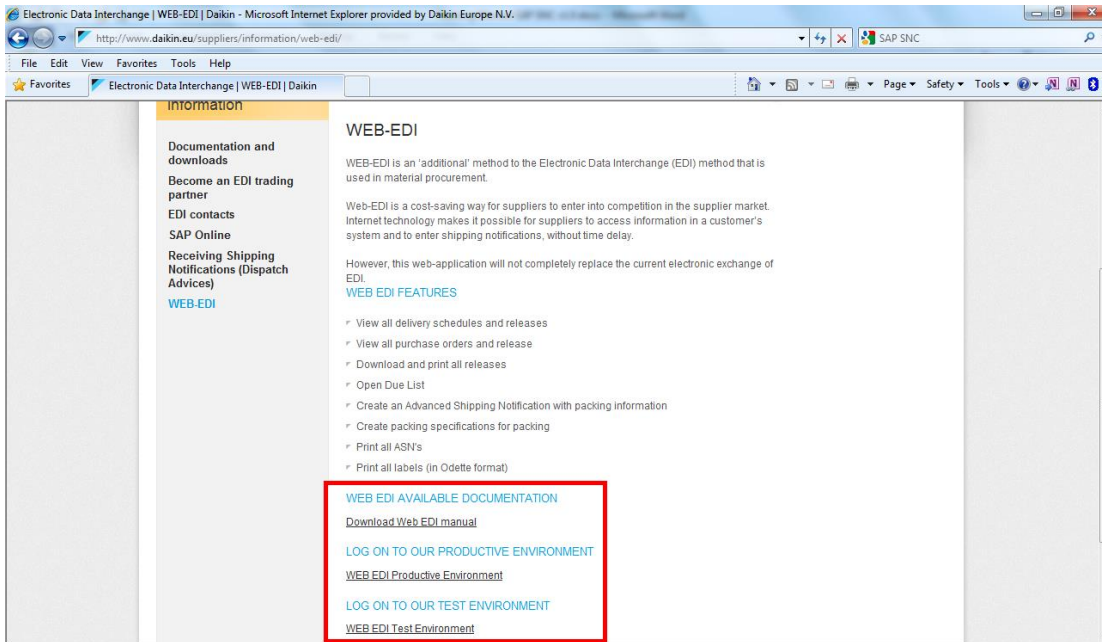 Electronic Data Interchange | WEB-EDI | Daikin - Microsoft Internet Explorer provided by Daikin Europe N.V.
http://www.daikin.eu/suppliers/information/web-edi/
SAP SNC
File Edit View Favorites Tools Help
Favorites
Electronic Data Interchange | WEB-EDI | Daikin
Page Safety Tools
information
Documentation and
downloads
Become an EDI trading
partner
EDI contacts
SAP Online
Receiving Shipping
Notifications (Dispatch
Advices)
WEB-EDI
WEB-EDI
WEB-EDI is an 'additional' method to the Electronic Data Interchange (EDI) method that is
used in material procurement.
Web-EDI is a cost-saving way for suppliers to enter into competition in the supplier market.
Internet technology makes it possible for suppliers to access information in a customer's
system and to enter shipping notifications, without time delay.
However, this web-application will not completely replace the current electronic exchange of
EDI.
WEB EDI FEATURES
View all delivery schedules and releases
View all purchase orders and release
Download and print all releases
Open Due List
Create an Advanced Shipping Notification with packing information
Create packing specifications for packing
Print all ASN's
Print all labels (in Odette format)
WEB EDI AVAILABLE DOCUMENTATION
Download Web EDI manual
LOG ON TO OUR PRODUCTIVE ENVIRONMENT
WEB EDI Productive Environment
LOG ON TO OUR TEST ENVIRONMENT
WEB EDI Test Environment